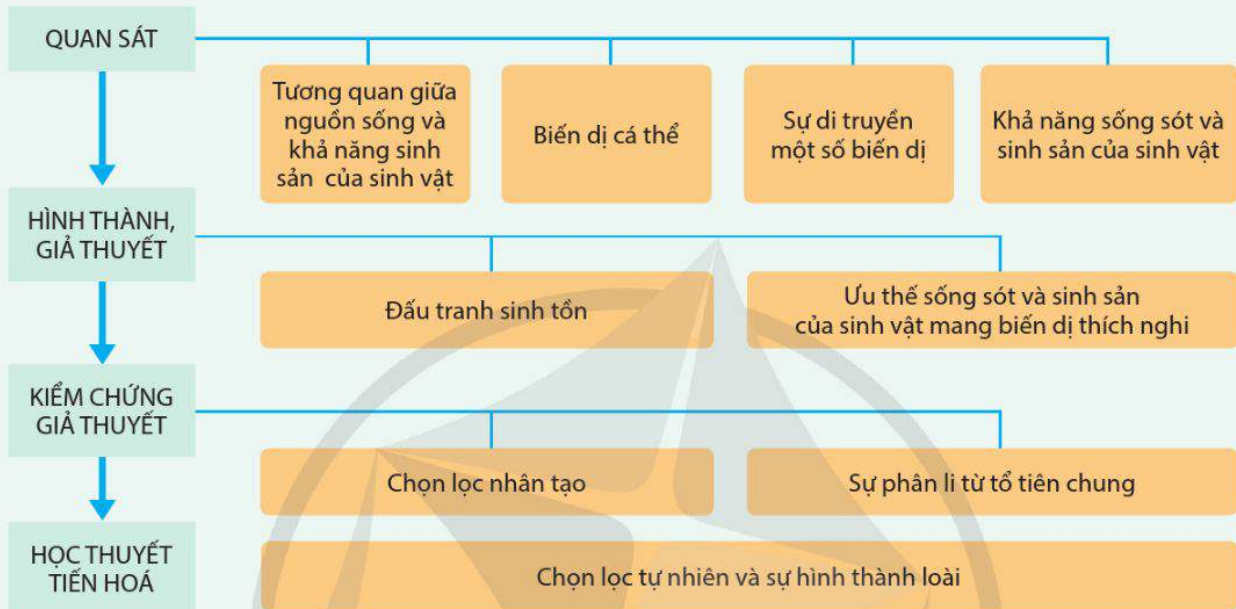 QUAN SÁT
Tương quan giữa
nguồn sống và
khả năng sinh
sản của sinh vật
Biến dị cá thể
Sự di truyền
một số biến dị
Khả năng sống sót và
sinh sản của sinh vật
HÌNH THÀNH,
GIẢ THUYẾT
Đấu tranh sinh tồn
Ưu thế sống sót và sinh sản
của sinh vật mang biến dị thích nghi
KIỂM CHỨNG
GIẢ THUYẾT
Chọn lọc nhân tạo
Sự phân li từ tổ tiên chung
HỌC THUYẾT
TIẾN HOÁ
Chọn lọc tự nhiên và sự hình thành loài